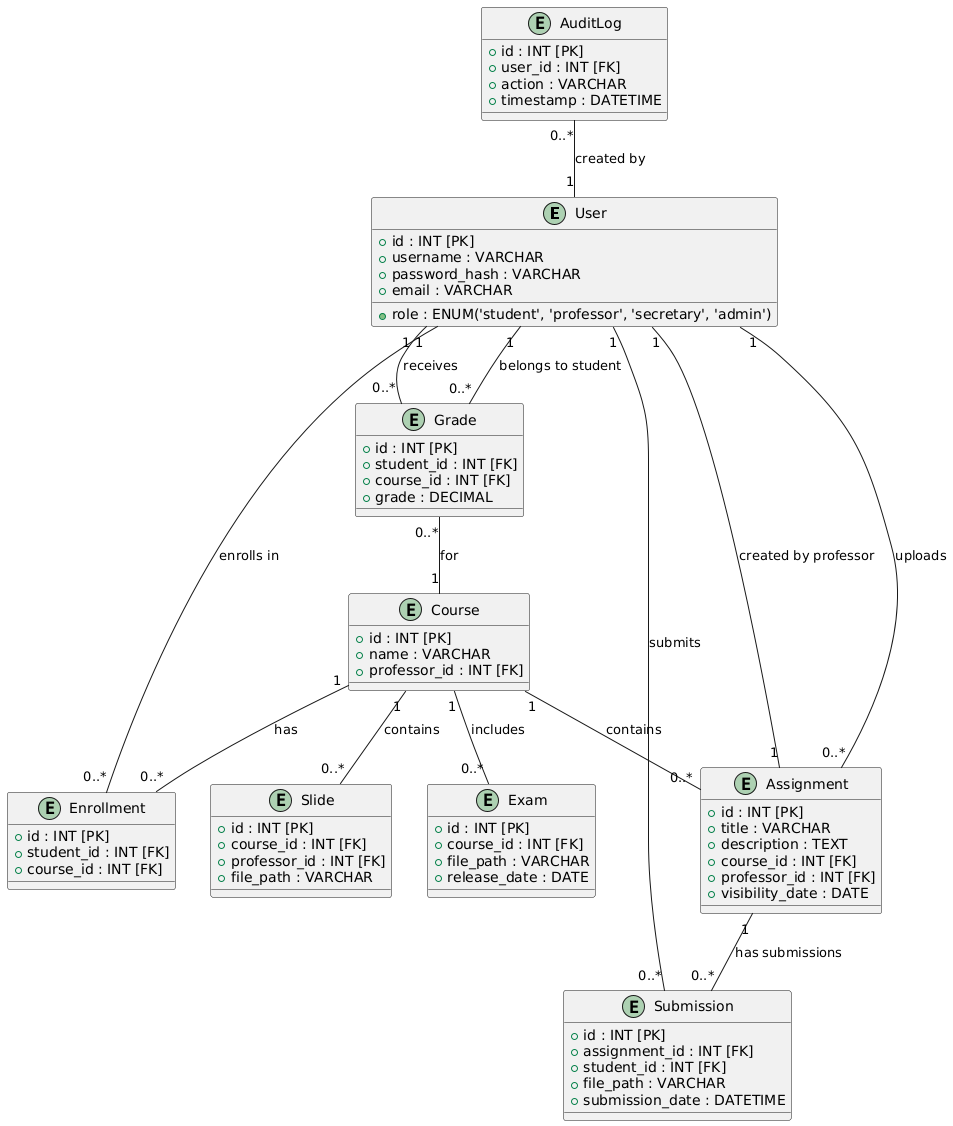 E AuditLog
id : INT [PK]
user_id : INT [FK]
action : VARCHAR
timestamp : DATETIME
0..*
created by
1
E User
id : INT [PK]
username : VARCHAR
password_hash : VARCHAR
email : VARCHAR
role : ENUM('student', 'professor', 'secretary', 'admin')
1 1 1 1 1 1
receives belongs to student
0..* 0..*
E Grade
id : INT [PK]
student_id : INT [FK]
course_id : INT [FK]
grade : DECIMAL
0..*
enrolls in for created by professor uploads
1
E Course
id : INT [PK]
name : VARCHAR
professor_id : INT [FK]
submits
1 1 1 1
has contains includes contains
0..* 0..* 0..* 0..* 0..* 1 0..*
E Enrollment
id : INT [PK]
student_id : INT [FK]
course_id : INT [FK]
E Slide
id : INT [PK]
course_id : INT [FK]
professor_id : INT [FK]
file_path : VARCHAR
E Exam
id : INT [PK]
course_id : INT [FK]
file_path : VARCHAR
release_date : DATE
E Assignment
id : INT [PK]
title : VARCHAR
description : TEXT
course_id : INT [FK]
professor_id : INT [FK]
visibility_date : DATE
1
has submissions
0..* 0..*
E Submission
id : INT [PK]
assignment_id : INT [FK]
student_id : INT [FK]
file_path : VARCHAR
submission_date : DATETIME